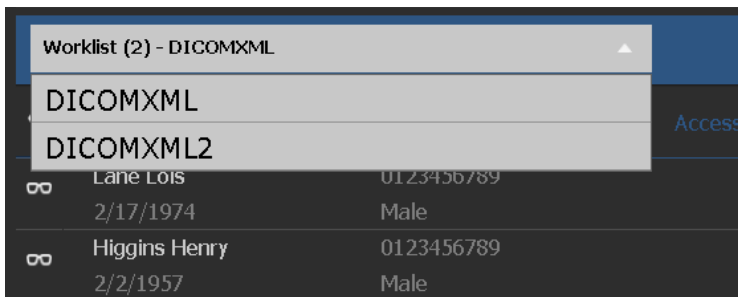 Worklist (2) - DICOMXML
DICOMXML
DICOMXML2
Access
Lane Lois 0123456789
2/17/1974 Male
Higgins Henry 0123456789
2/2/1957 Male